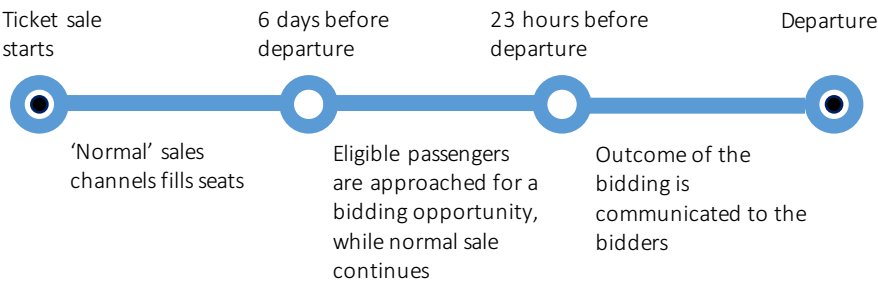 Ticket sale
starts
6 days before
departure
23 hours before
departure
Departure
‘Normal’ sales
channels fills seats
Eligible passengers
are approached for a
bidding opportunity,
while normal sale
continues
Outcome of the
bidding is
communicated to the
bidders